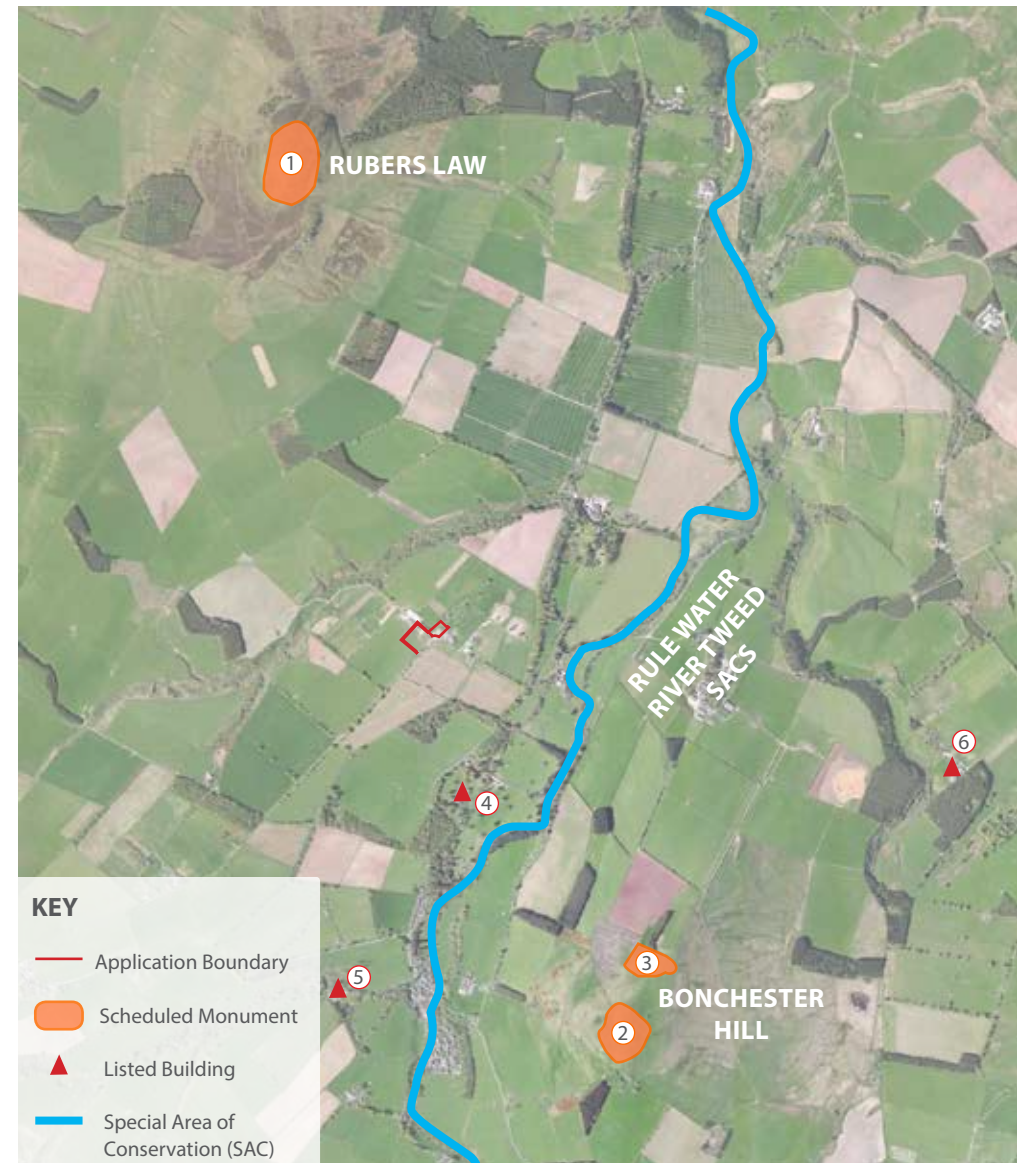 1
RUBERS LAW
RULE WATER
RIVER TWEED
SACS
6
4
3
BONCHESTER
HILL
2
5
KEY
Application Boundary
Scheduled Monument
Listed Building
Special Area of
Conservation (SAC)